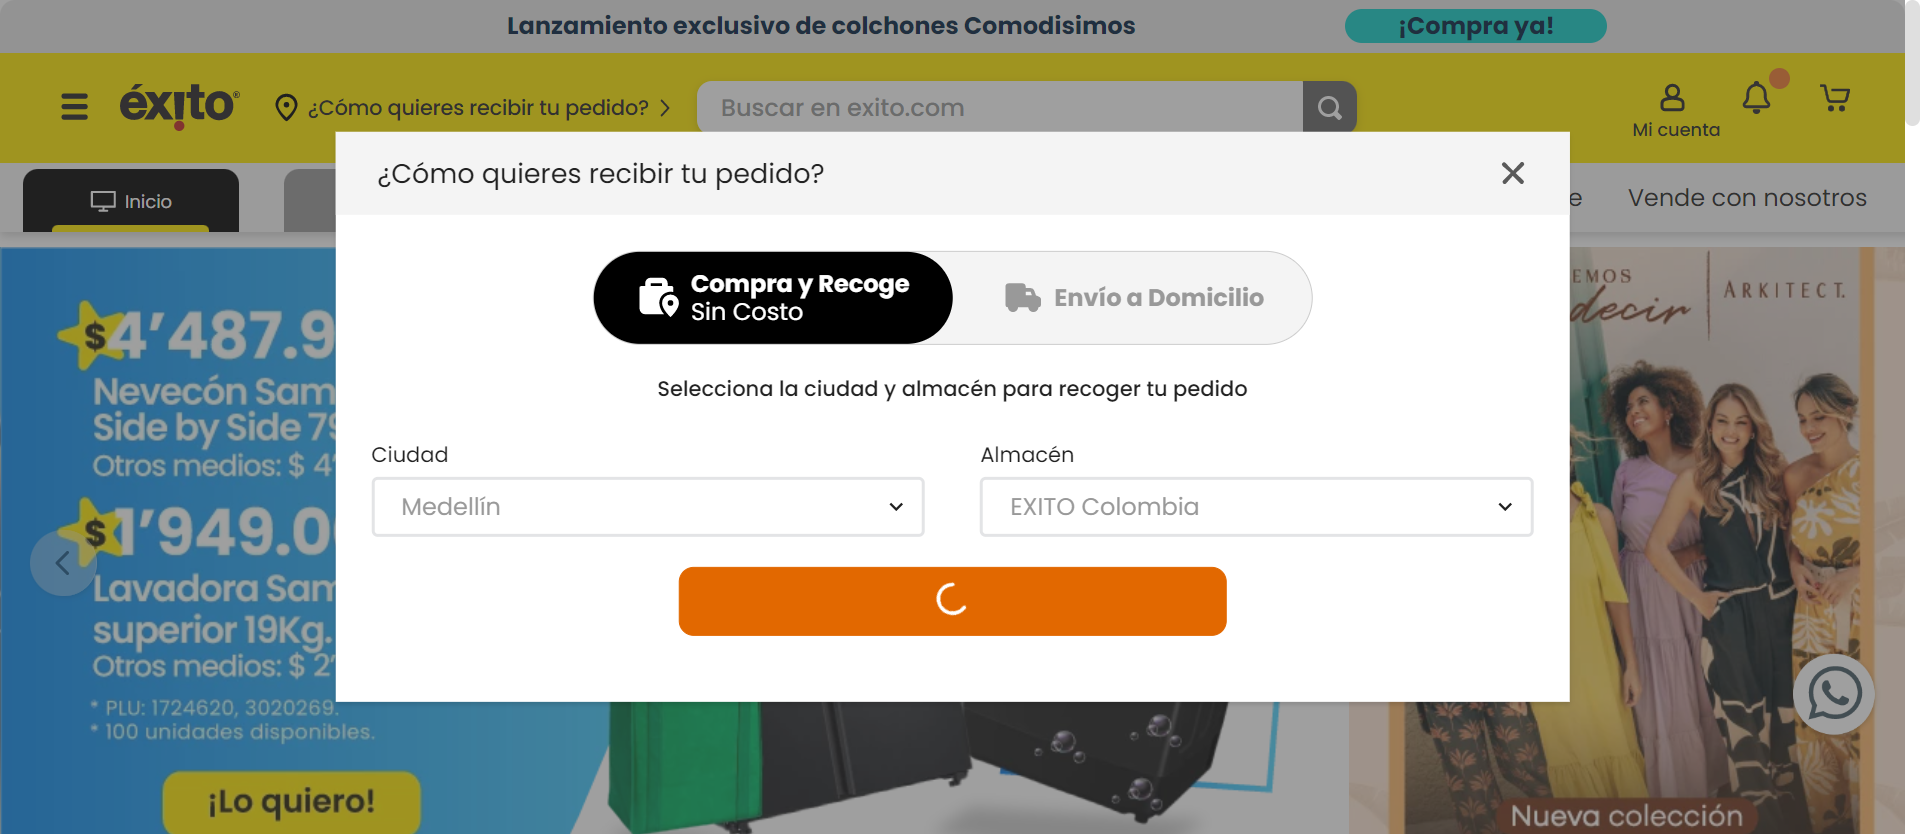 Lanzamiento exclusivo de colchones Comodisimos
¡Compra ya!
éxito®
¿Cómo quieres recibir tu pedido?
Buscar en exito.com
Mi cuenta
Inicio
Vende con nosotros
¿Cómo quieres recibir tu pedido?
Compra y Recoge
Sin Costo
Envío a Domicilio
Selecciona la ciudad y almacén para recoger tu pedido
Ciudad
Almacén
Medellín
EXITO Colombia
$4'487.9
Nevecón Sam
Side by Side 79
Otros medios: $ 4'
$1'949.0
Lavadora Sam
superior 19Kg.
Otros medios: $ 2'
* PLU: 1724620, 3020269.
* 100 unidades disponibles.
¡Lo quiero!
EMOS
decir
ARKITECT.
Nueva colección